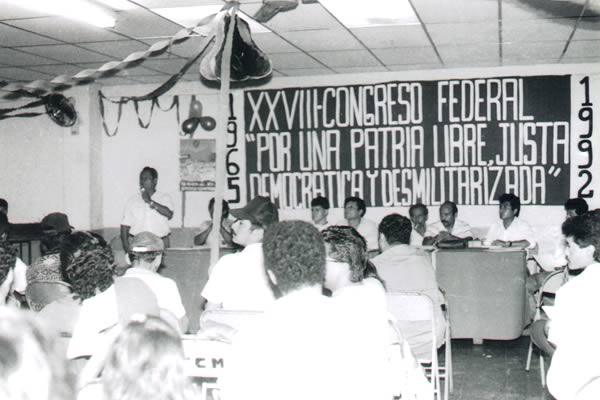 XXVIII-CONGRESO FEDERAL
"POR UNA PATRIA LIBRE, JUSTA
DEMOCRATICA Y DESMILITARIZADA"
1965
1992